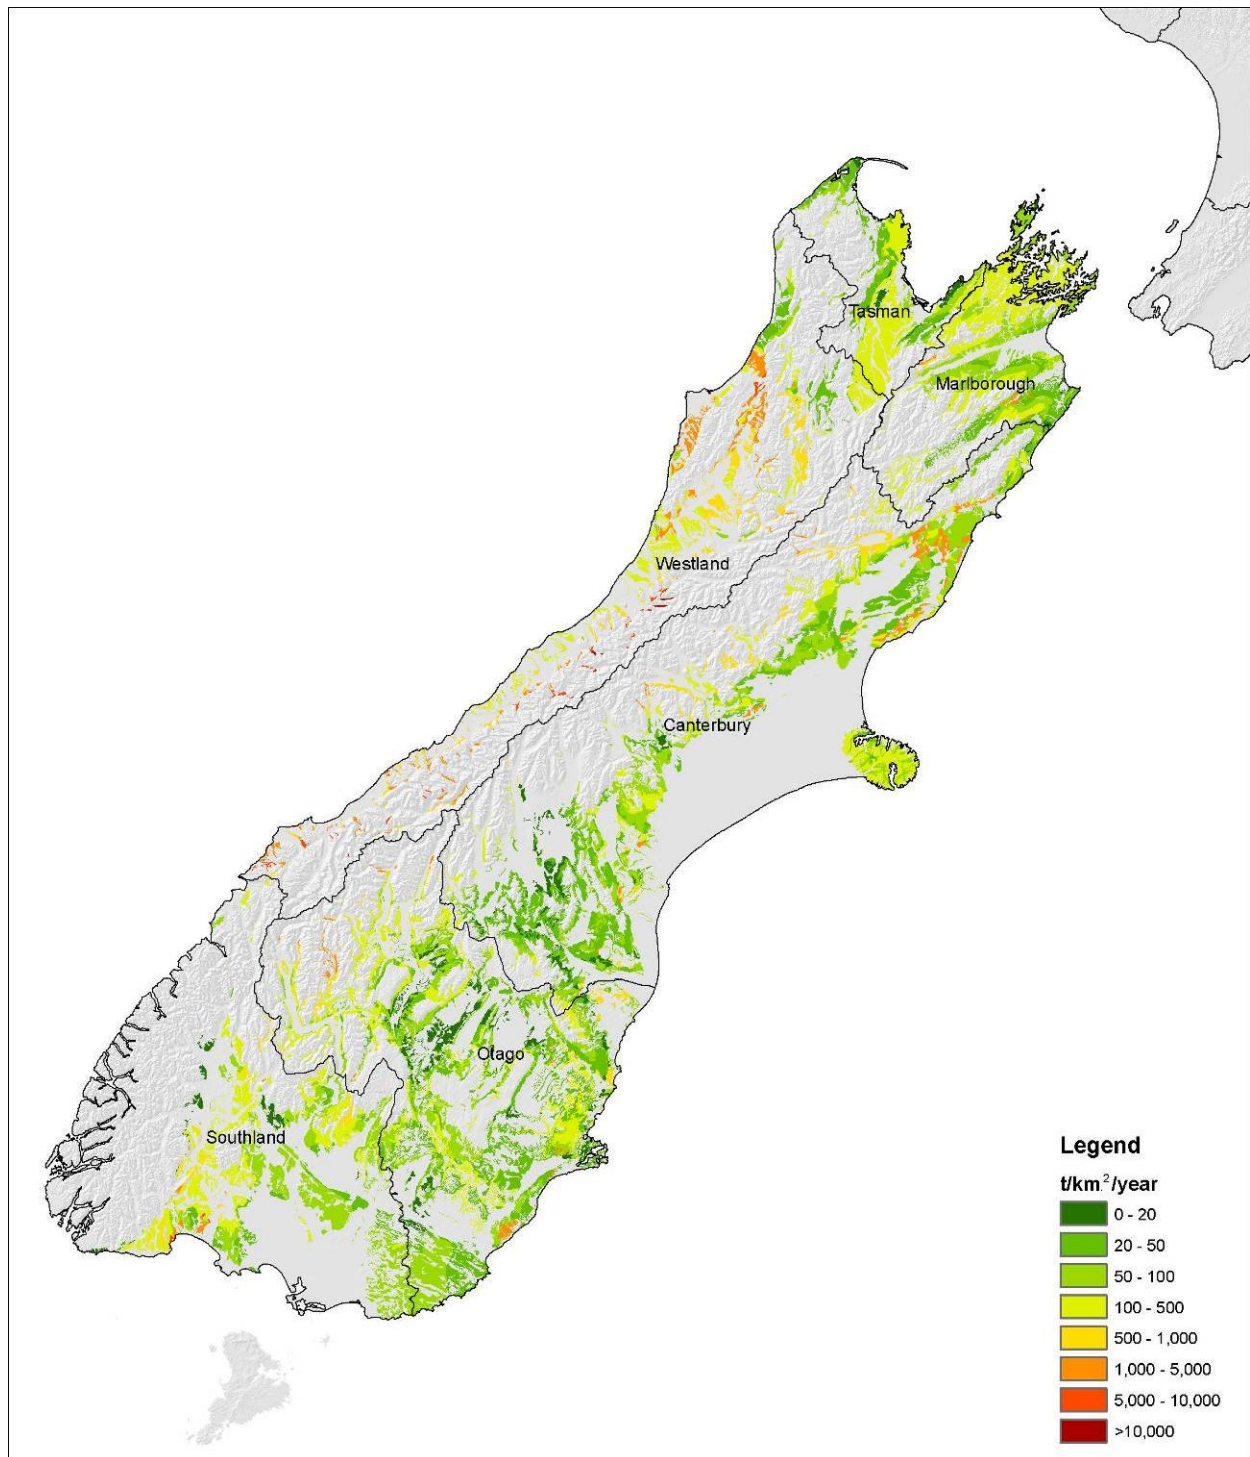 Tasman
Marlborough
Westland
Canterbury
Otago
Southland
Legend
t/km²/year
0 - 20
20 - 50
50 - 100
100 - 500
500 - 1,000
1,000 - 5,000
5,000 - 10,000
>10,000